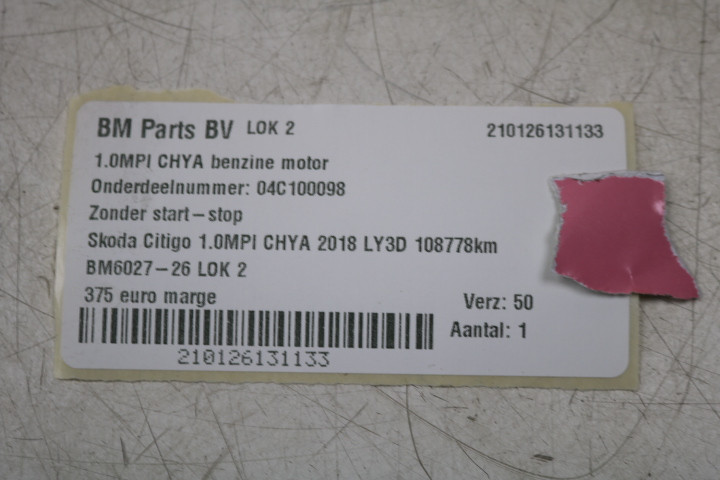 BM Parts BV LOK 2 210126131133
1.0MPI CHYA benzine motor
Onderdeelnummer: 04C100098
Zonder start-stop
Skoda Citigo 1.0MPI CHYA 2018 LY3D 108778km
BM6027-26 LOK 2
375 euro marge Verz: 50
Aantal: 1
210126131133